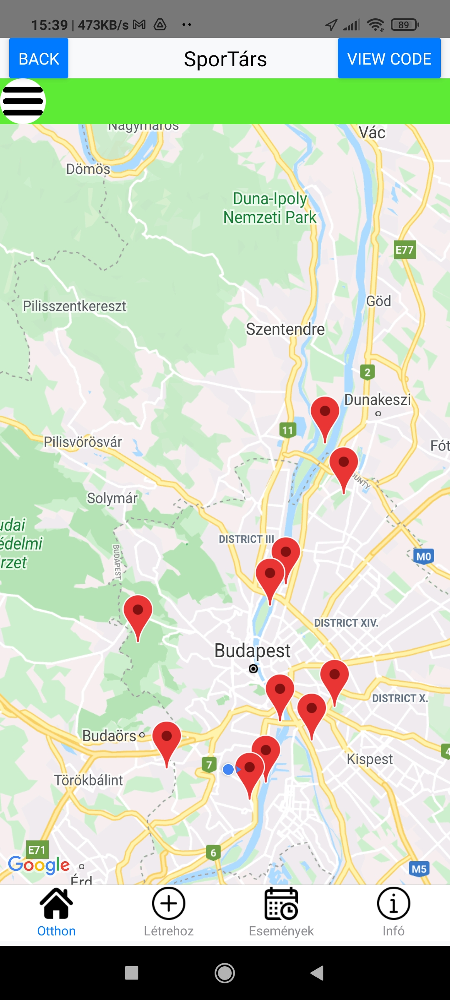 15:39 | 473KB/s
89
BACK
SporTárs
VIEW CODE
Nagymaros
Vác
Dömös
Duna-Ipoly
Nemzeti Park
E77
Göd
Pilisszentkereszt
Szentendre
2
Dunakeszi
11
Pilisvörösvár
Fót
OUNTY
Solymár
udai
édelmi
rzet
DISTRICT III
BUDAPEST
M0
DISTRICT XIV.
Budapest
DISTRICT X.
Budaörs
4
7
Kispest
Törökbálint
E71
6
Google
M5
Érd
Otthon
Létrehoz
Események
Infó